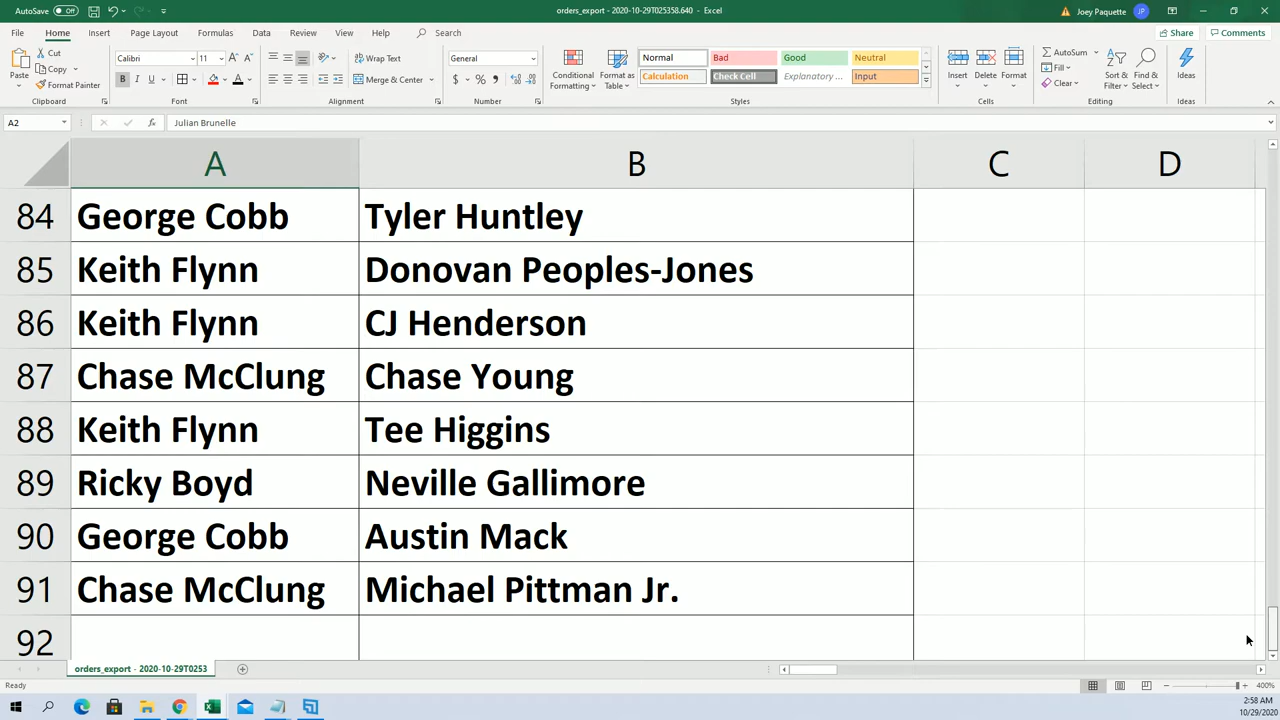 AutoSave Off orders_export - 2020-10-29T025358.640 - Excel Joey Paquette JP
File Home Insert Page Layout Formulas Data Review View Help Search Share Comments
Paste Cut Copy Format Painter Clipboard
Calibri 11 B I U A A Font
Wrap Text Merge & Center Alignment
General $ % , Number
Conditional Formatting Format as Table
Normal Bad Good Neutral
Calculation Check Cell Explanatory ... Input
Styles
Insert Delete Format Cells
AutoSum Fill Clear Sort & Filter Find & Select Editing
Ideas Ideas
A2 fx Julian Brunelle
A B C D
84 George Cobb Tyler Huntley
85 Keith Flynn Donovan Peoples-Jones
86 Keith Flynn CJ Henderson
87 Chase McClung Chase Young
88 Keith Flynn Tee Higgins
89 Ricky Boyd Neville Gallimore
90 George Cobb Austin Mack
91 Chase McClung Michael Pittman Jr.
92
orders_export - 2020-10-29T0253
Ready 400%
2:58 AM
10/29/2020